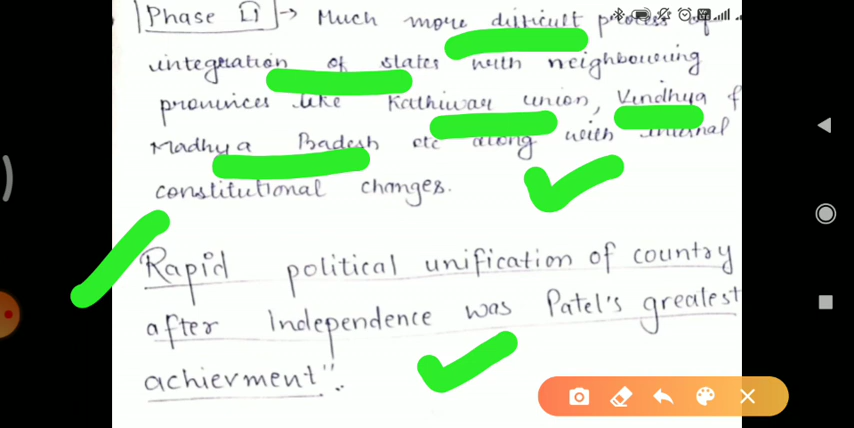 Phase II → Much more difficult process of
integration of states with neighbouring
provinces like Kathiwar union, Vindhya f
Madhya Badesh etc along with internal
constitutional changes.
Rapid political unification of country
after Independence was Patel's greatest
achievment".